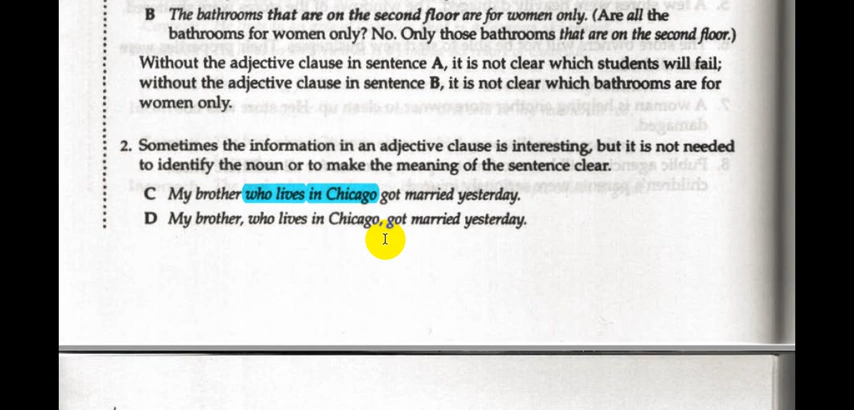 B The bathrooms that are on the second floor are for women only. (Are all the
bathrooms for women only? No. Only those bathrooms that are on the second floor.)
Without the adjective clause in sentence A, it is not clear which students will fail;
without the adjective clause in sentence B, it is not clear which bathrooms are for
women only.
2. Sometimes the information in an adjective clause is interesting, but it is not needed
to identify the noun or to make the meaning of the sentence clear.
C My brother who lives in Chicago got married yesterday.
D My brother, who lives in Chicago, got married yesterday.